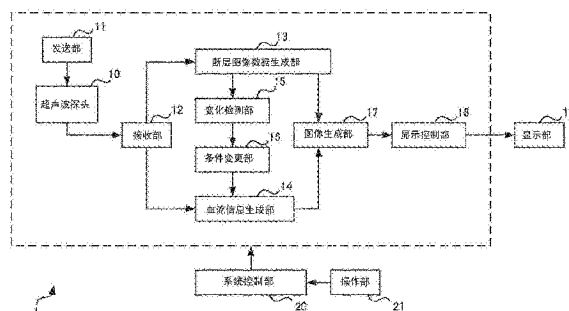 11
发送部
10
超声波探头
12
接收部
13
断层图像数据生成部
15
变化检测部
16
条件变更部
14
血流信息生成部
17
图像生成部
18
显示控制部
显示部
系统控制部
20
操作部
21